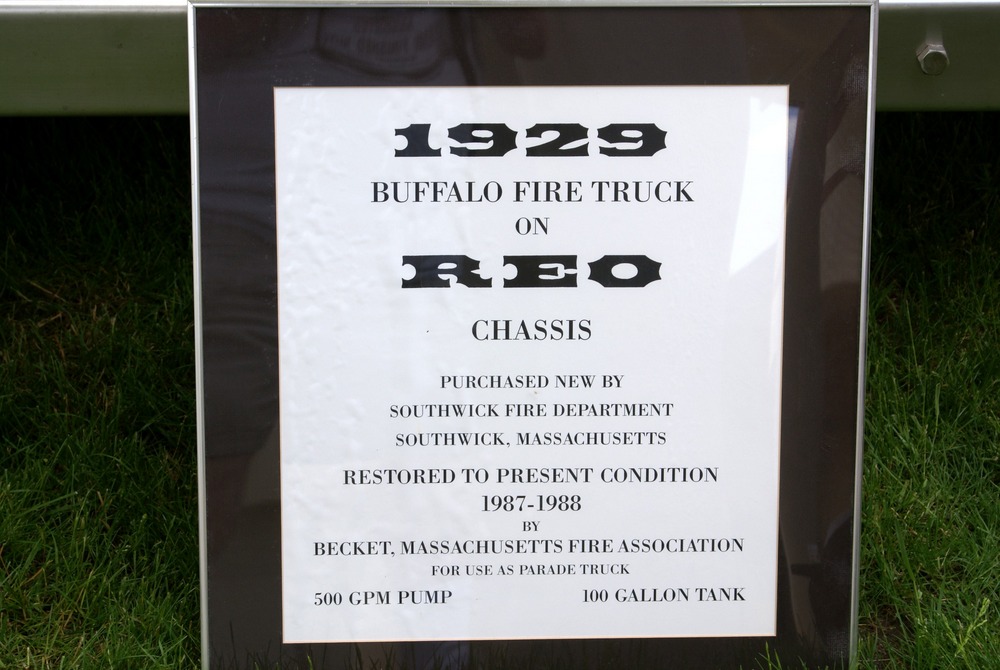 1929
BUFFALO FIRE TRUCK
ON
REO
CHASSIS
PURCHASED NEW BY
SOUTHWICK FIRE DEPARTMENT
SOUTHWICK, MASSACHUSETTS
RESTORED TO PRESENT CONDITION
1987-1988
BY
BECKET, MASSACHUSETTS FIRE ASSOCIATION
FOR USE AS PARADE TRUCK
500 GPM PUMP 100 GALLON TANK